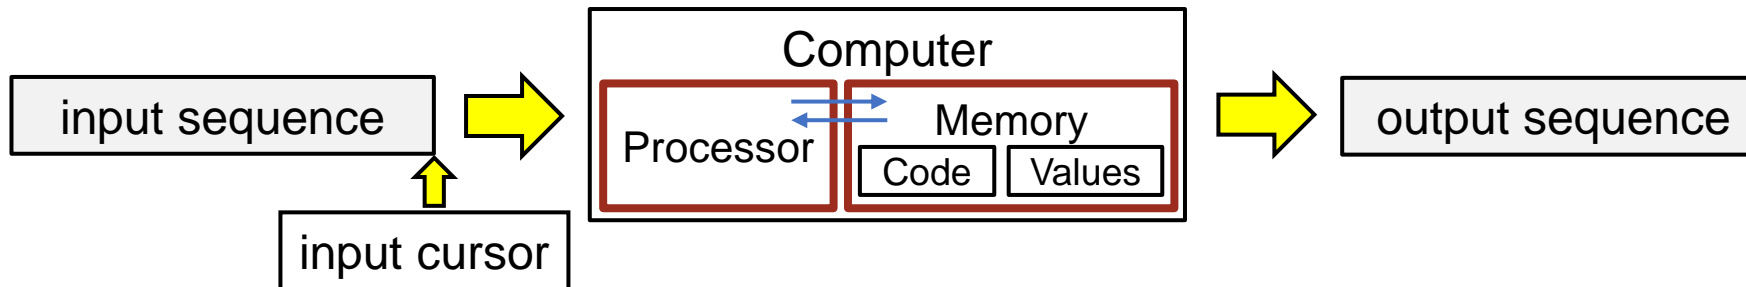 input sequence
input cursor
Computer
Processor
Memory
Code
Values
output sequence